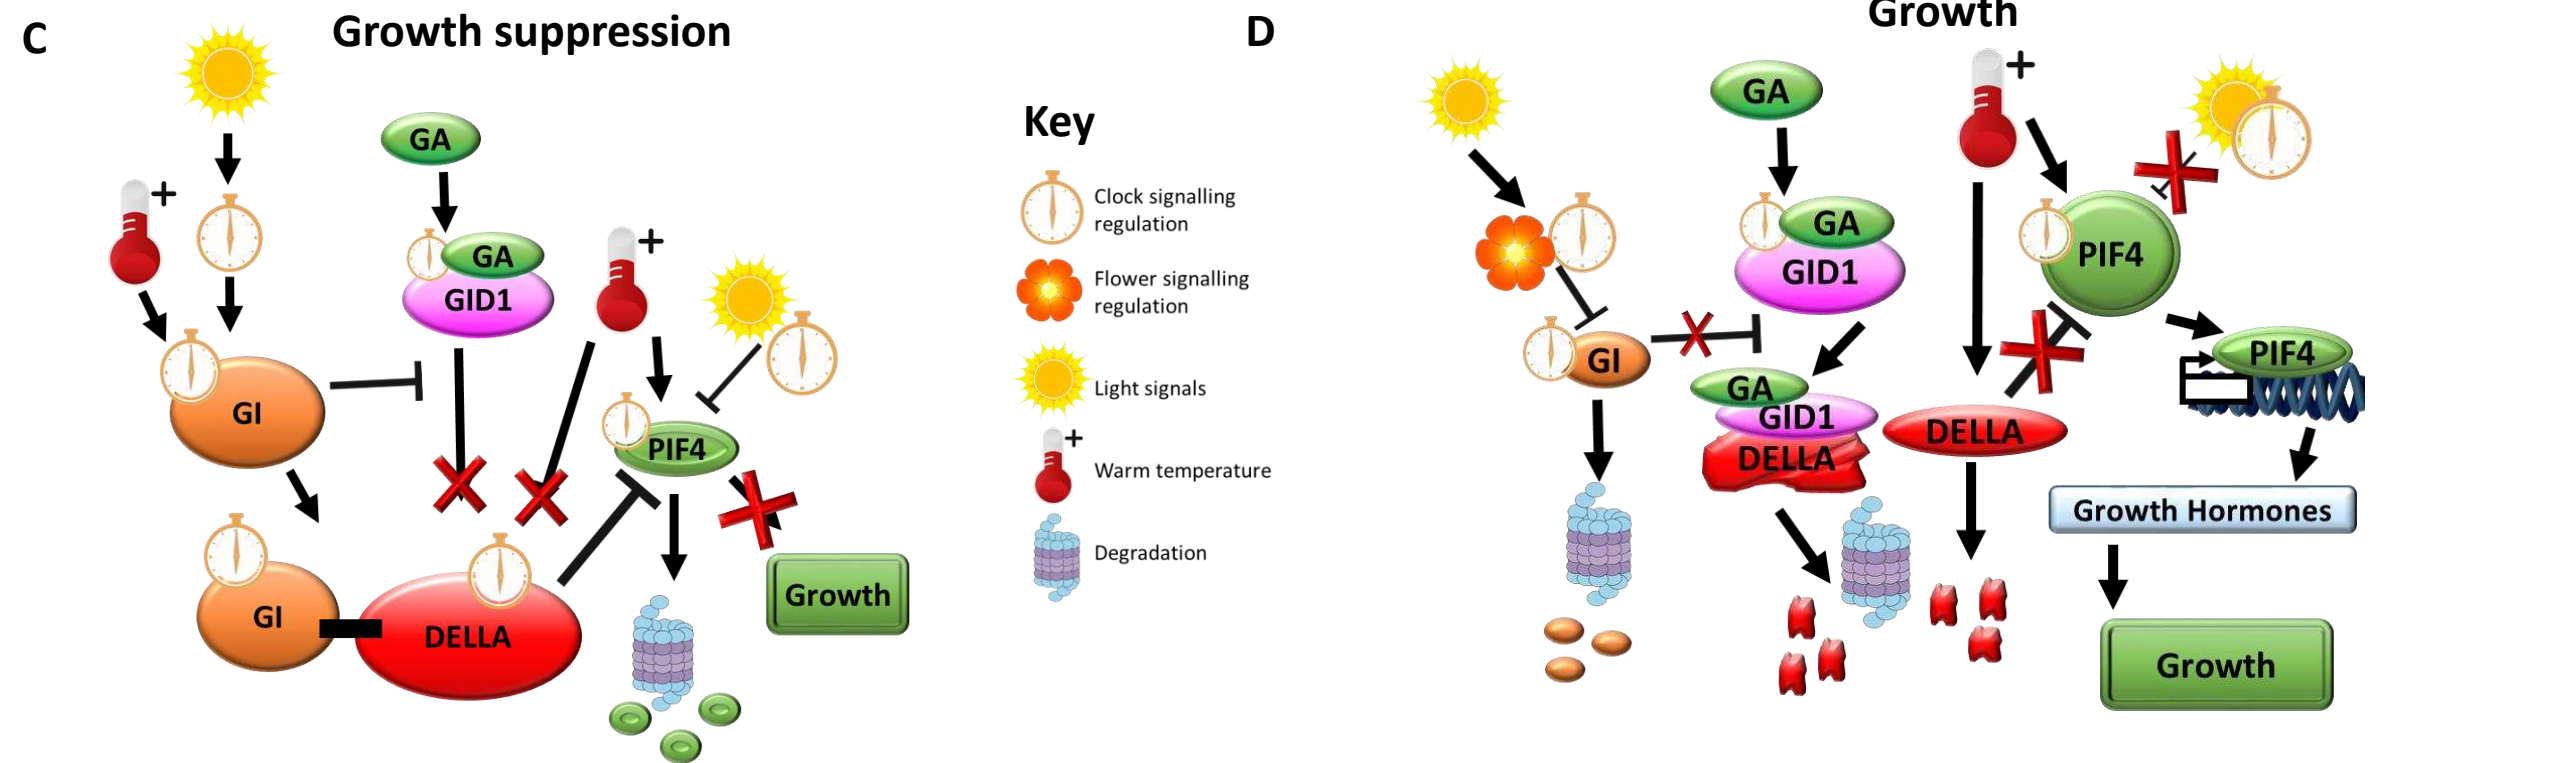 C
Growth suppression
GA
GA
GID1
GI
PIF4
GI
DELLA
Growth
Key
Clock signalling
regulation
Flower signalling
regulation
Light signals
+
Warm temperature
Degradation
D
Growth
GA
+
GA
GID1
PIF4
GI
GA
GID1
DELLA
DELLA
PIF4
Growth Hormones
Growth
+
+